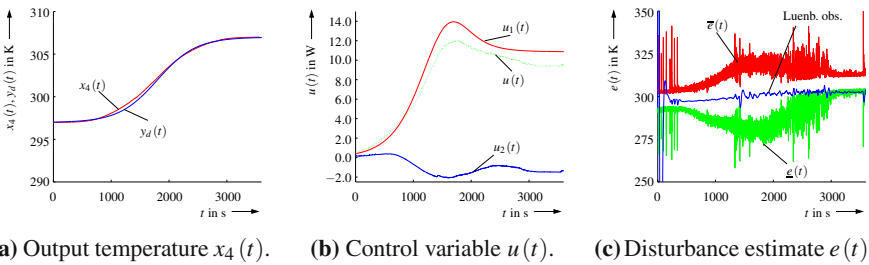 x4(t), yd(t) in K
310
305
300
295
290
x4(t)
yd(t)
0 1000 2000 3000
t in s
u(t) in W
14.0
12.0
10.0
8.0
6.0
4.0
2.0
0.0
−2.0
u1(t)
u(t)
u2(t)
0 1000 2000 3000
t in s
e(t) in K
350
325
300
275
250
e̅(t)
Luenb. obs.
e̲(t)
0 1000 2000 3000
t in s
a) Output temperature x4 (t).
(b) Control variable u(t).
(c) Disturbance estimate e(t)